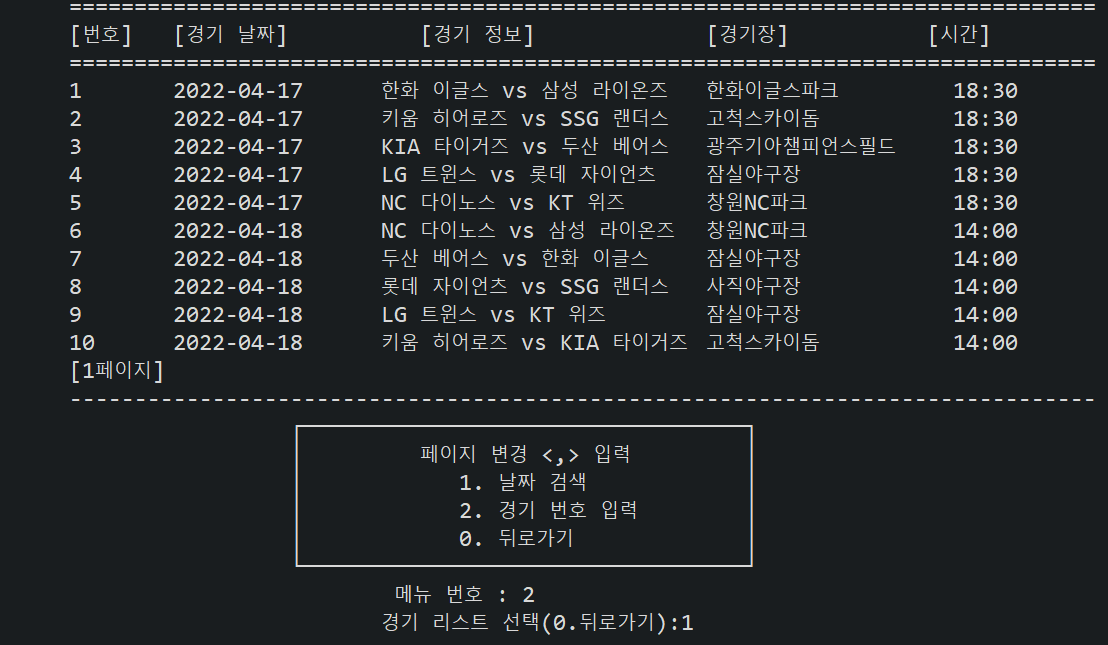 ===============================================================================
[번호] [경기 날짜] [경기 정보] [경기장] [시간]
===============================================================================
1 2022-04-17 한화 이글스 vs 삼성 라이온즈 한화이글스파크 18:30
2 2022-04-17 키움 히어로즈 vs SSG 랜더스 고척스카이돔 18:30
3 2022-04-17 KIA 타이거즈 vs 두산 베어스 광주기아챔피언스필드 18:30
4 2022-04-17 LG 트윈스 vs 롯데 자이언츠 잠실야구장 18:30
5 2022-04-17 NC 다이노스 vs KT 위즈 창원NC파크 18:30
6 2022-04-18 NC 다이노스 vs 삼성 라이온즈 창원NC파크 14:00
7 2022-04-18 두산 베어스 vs 한화 이글스 잠실야구장 14:00
8 2022-04-18 롯데 자이언츠 vs SSG 랜더스 사직야구장 14:00
9 2022-04-18 LG 트윈스 vs KT 위즈 잠실야구장 14:00
10 2022-04-18 키움 히어로즈 vs KIA 타이거즈 고척스카이돔 14:00
[1페이지]
-------------------------------------------------------------------------------
페이지 변경 <,> 입력
1. 날짜 검색
2. 경기 번호 입력
0. 뒤로가기
메뉴 번호 : 2
경기 리스트 선택(0.뒤로가기):1